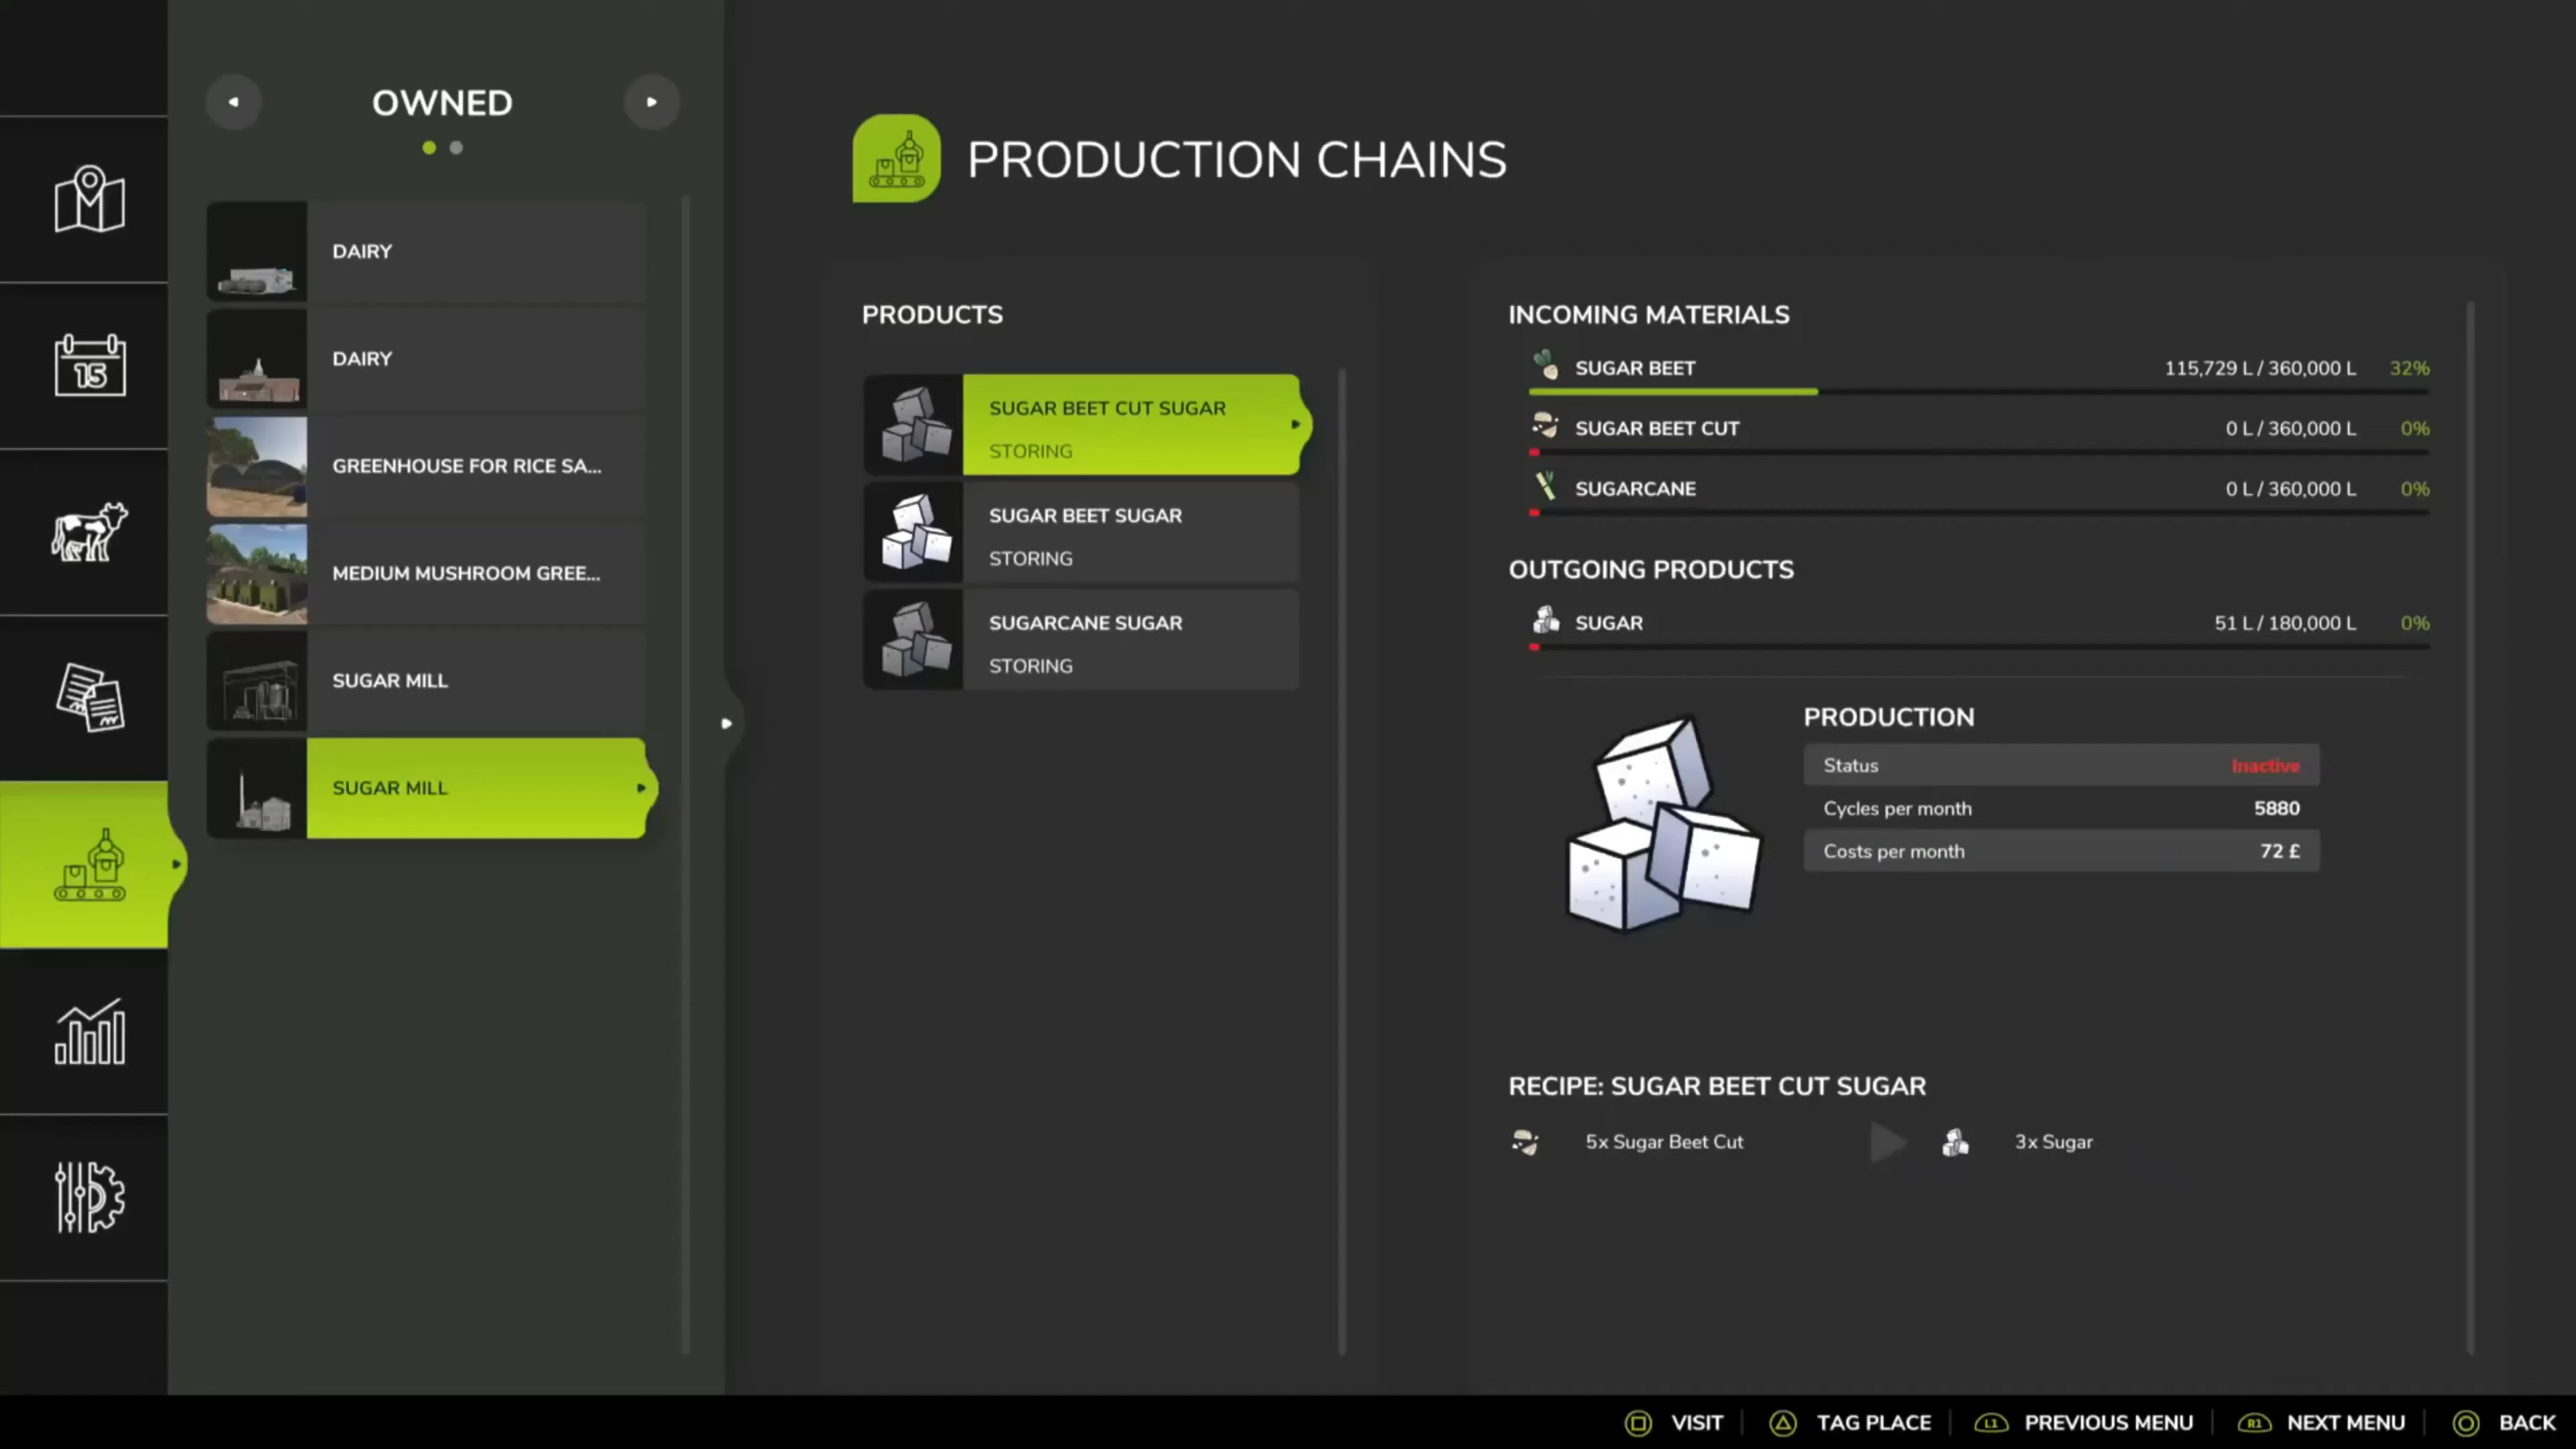 OWNED
DAIRY
DAIRY
GREENHOUSE FOR RICE SA...
MEDIUM MUSHROOM GREE...
SUGAR MILL
SUGAR MILL
15
PRODUCTION CHAINS
PRODUCTS
SUGAR BEET CUT SUGAR
STORING
SUGAR BEET SUGAR
STORING
SUGARCANE SUGAR
STORING
INCOMING MATERIALS
SUGAR BEET 115,729 L / 360,000 L 32%
SUGAR BEET CUT 0 L / 360,000 L 0%
SUGARCANE 0 L / 360,000 L 0%
OUTGOING PRODUCTS
SUGAR 51 L / 180,000 L 0%
PRODUCTION
Status Inactive
Cycles per month 5880
Costs per month 72 £
RECIPE: SUGAR BEET CUT SUGAR
5x Sugar Beet Cut 3x Sugar
VISIT TAG PLACE L1 PREVIOUS MENU R1 NEXT MENU BACK